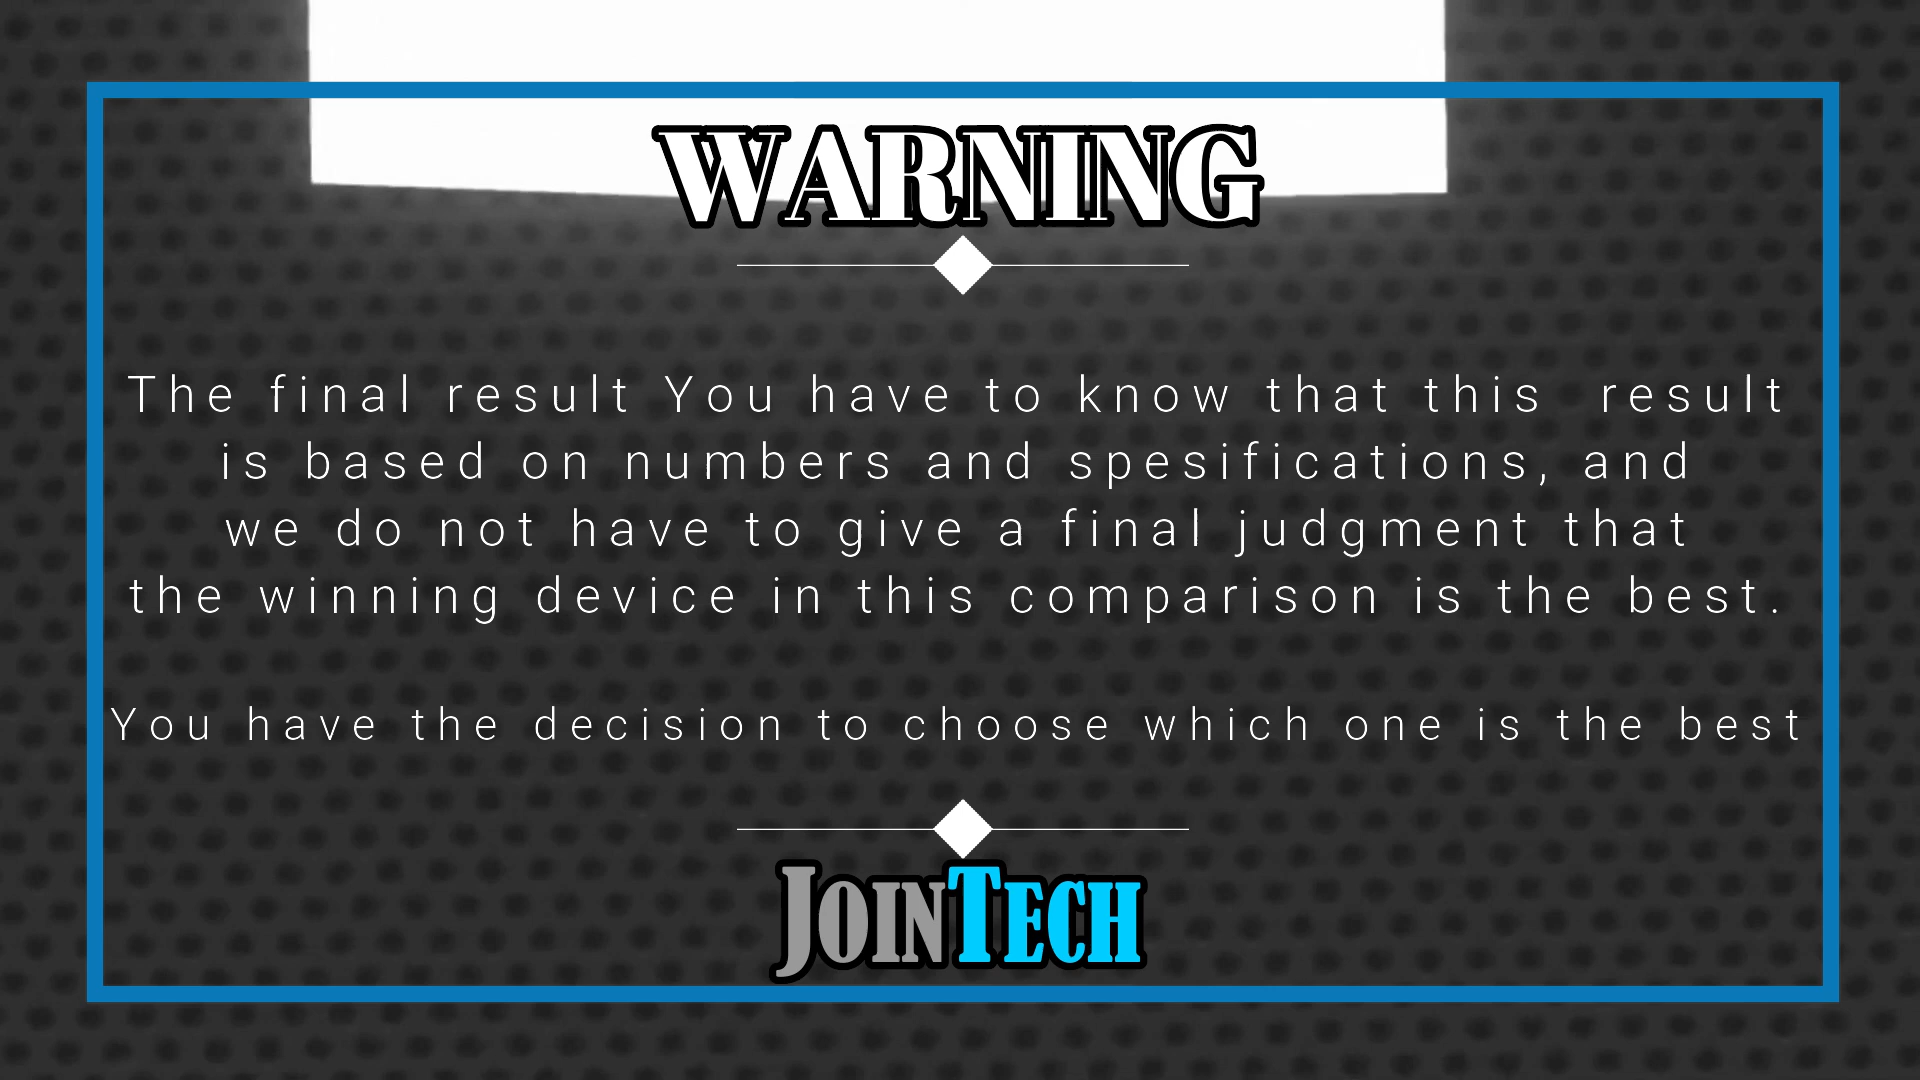 WARNING
The final result You have to know that this result
is based on numbers and spesifications, and
we do not have to give a final judgment that
the winning device in this comparison is the best.
You have the decision to choose which one is the best
JOINTECH